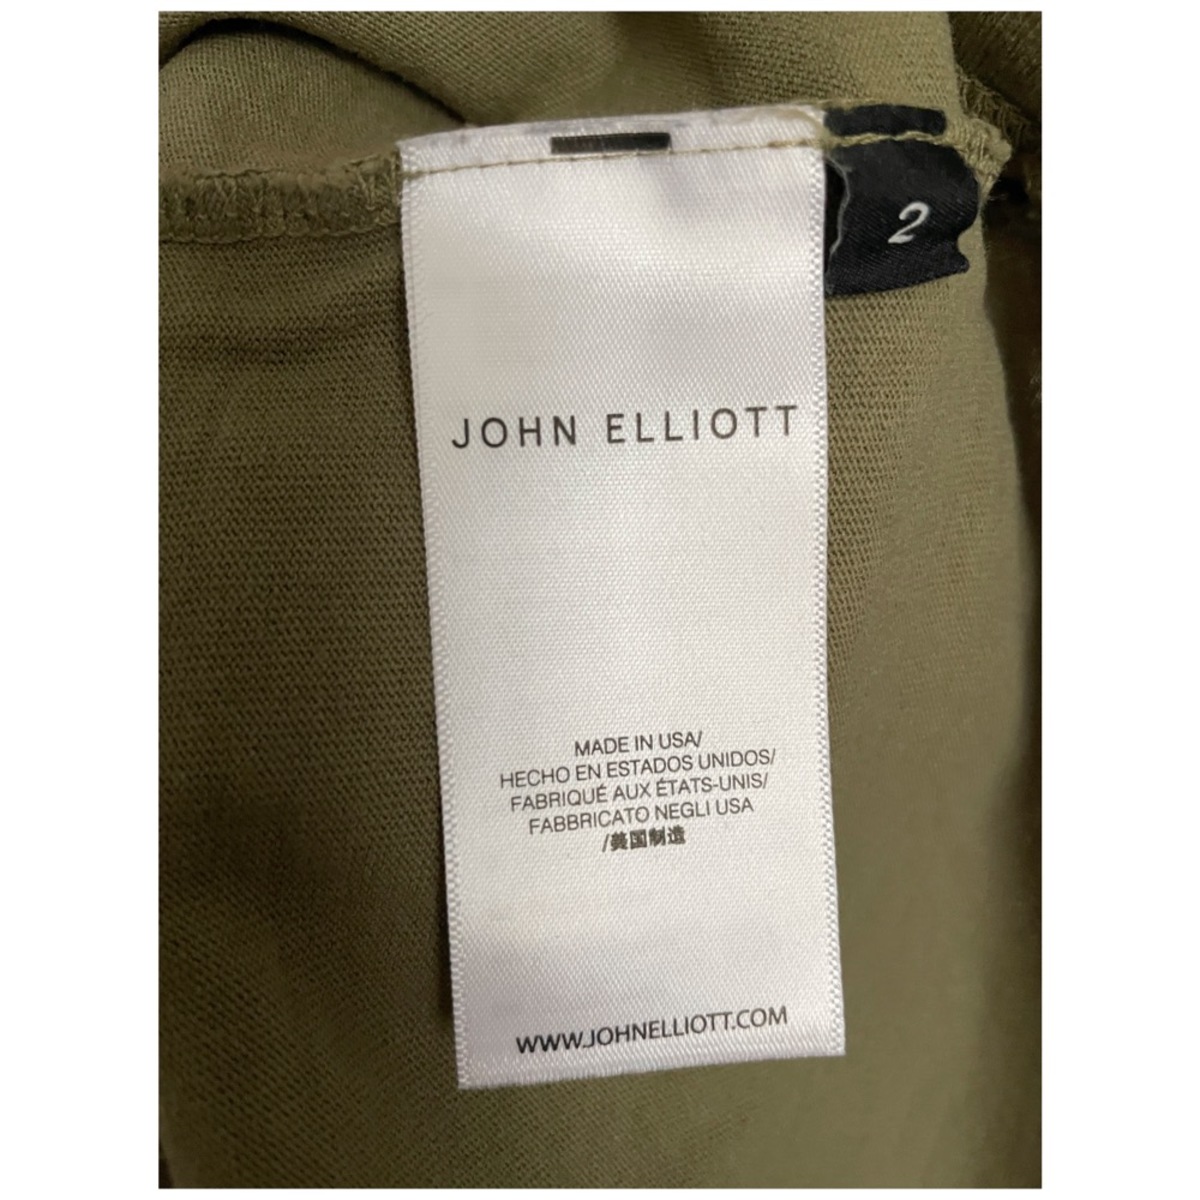 2
JOHN ELLIOTT
MADE IN USA/
HECHO EN ESTADOS UNIDOS/
FABRIQUÉ AUX ÉTATS-UNIS/
FABBRICATO NEGLI USA
/美国制造
WWW.JOHNELLIOTT.COM